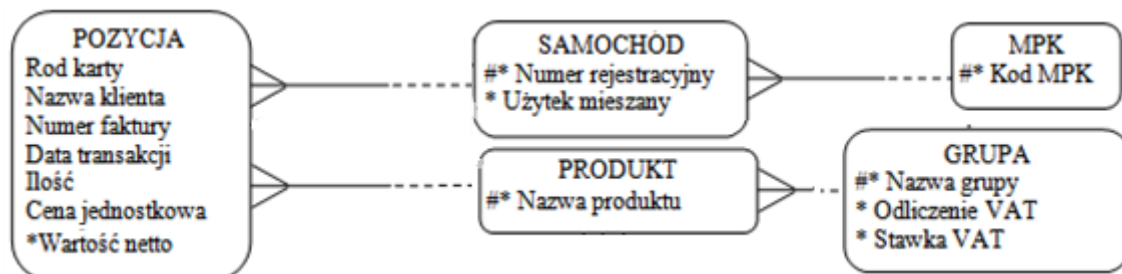 POZYCJA
Rod karty
Nazwa klienta
Numer faktury
Data transakcji
Ilość
Cena jednostkowa
*Wartość netto
SAMOCHÓD
#* Numer rejestracyjny
* Użytek mieszany
MPK
#* Kod MPK
PRODUKT
#* Nazwa produktu
GRUPA
#* Nazwa grupy
* Odliczenie VAT
* Stawka VAT